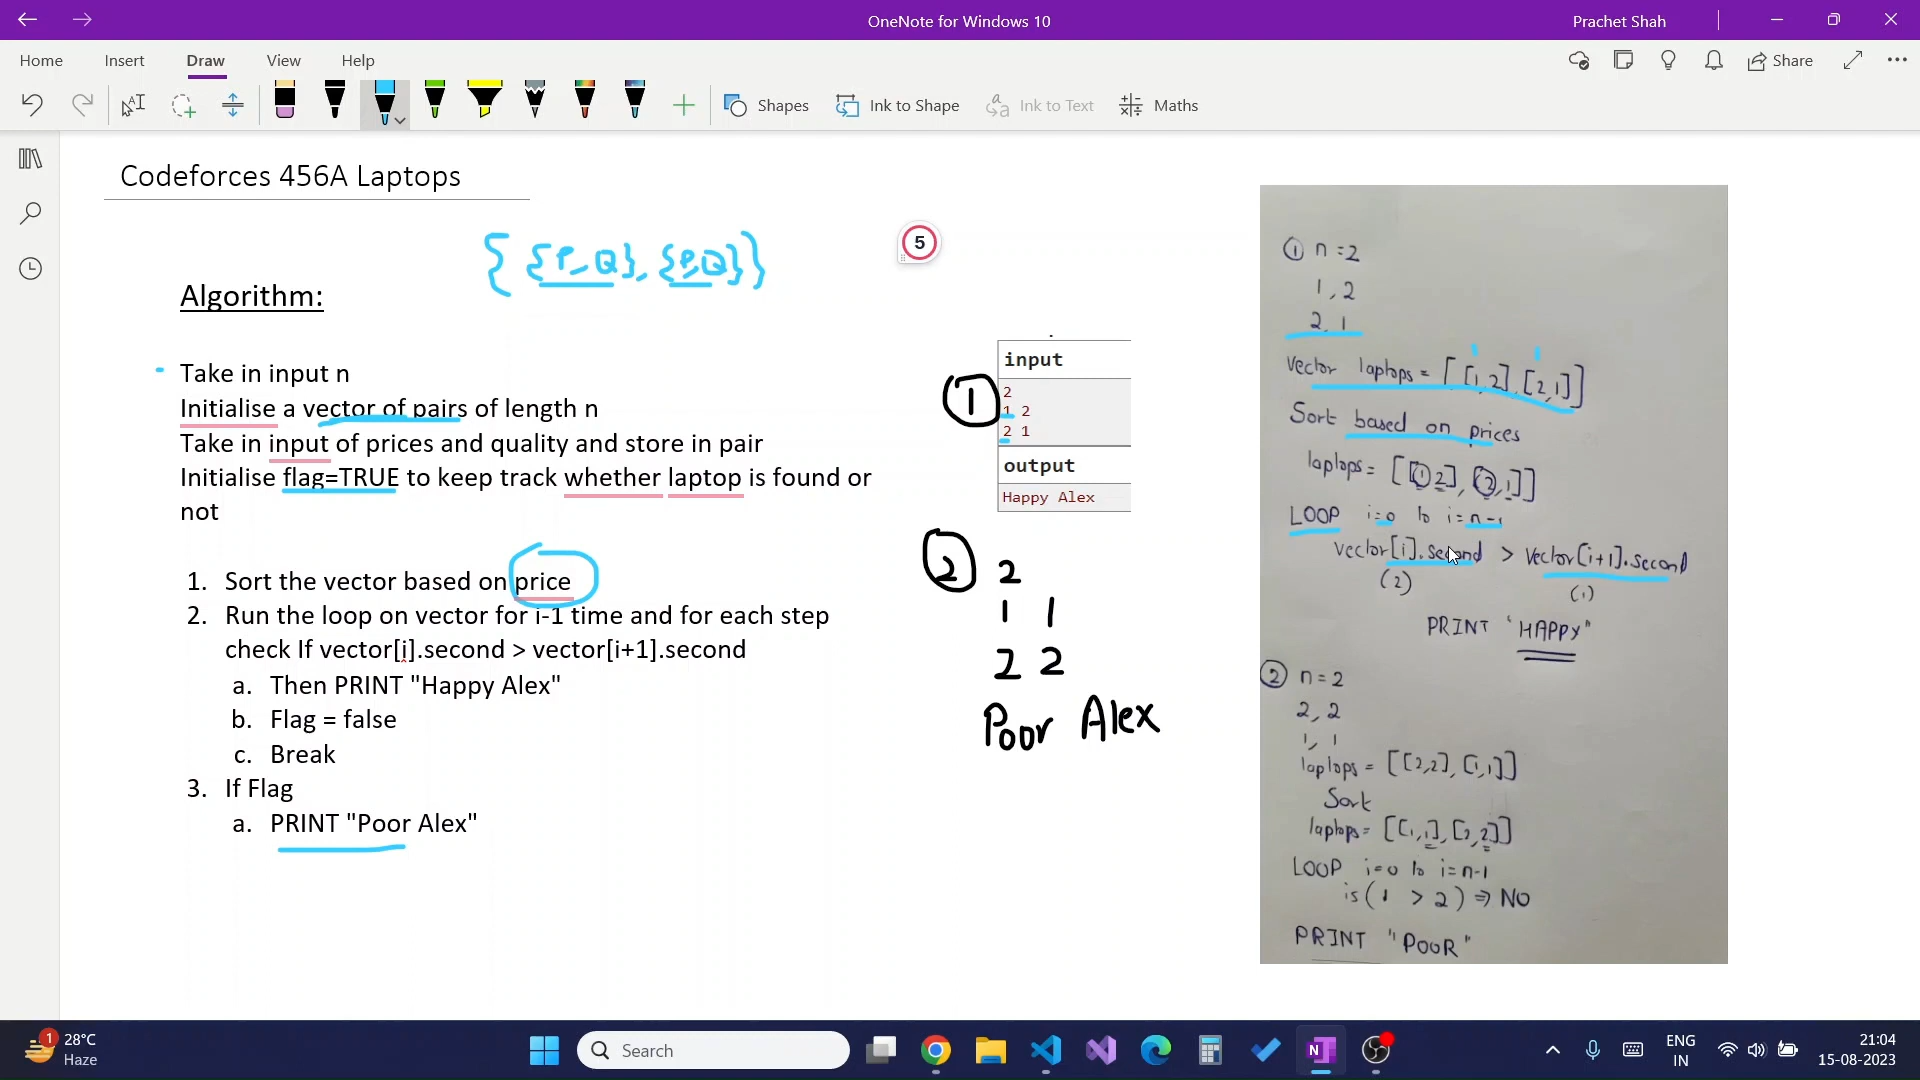 OneNote for Windows 10
Prachet Shah
Home Insert Draw View Help
Share
Shapes Ink to Shape Ink to Text Maths
Codeforces 456A Laptops
{ {P, Q}, {P,Q} }
5
Algorithm:
Take in input n
Initialise a vector of pairs of length n
Take in input of prices and quality and store in pair
Initialise flag=TRUE to keep track whether laptop is found or
not
1. Sort the vector based on price
2. Run the loop on vector for i-1 time and for each step
check If vector[i].second > vector[i+1].second
a. Then PRINT "Happy Alex"
b. Flag = false
c. Break
3. If Flag
a. PRINT "Poor Alex"
1
input
2
1 2
2 1
output
Happy Alex
2
2
1 1
2 2
Poor Alex
① n=2
1,2
2,1
Vector laptops = [[1,2],[2,1]]
Sort based on prices
laptops= [[1,2],[2,1]]
LOOP i=0 to i=n-1
vector[i].second > vector[i+1].second
(2) (1)
PRINT "HAPPY"
② n=2
2,2
1,1
laptops = [[2,2],[1,1]]
Sort
laptops= [[1,1],[2,2]]
LOOP i=0 to i=n-1
is (1 > 2) ⇒ NO
PRINT "POOR"
1
28°C
Haze
Search
ENG
IN
21:04
15-08-2023